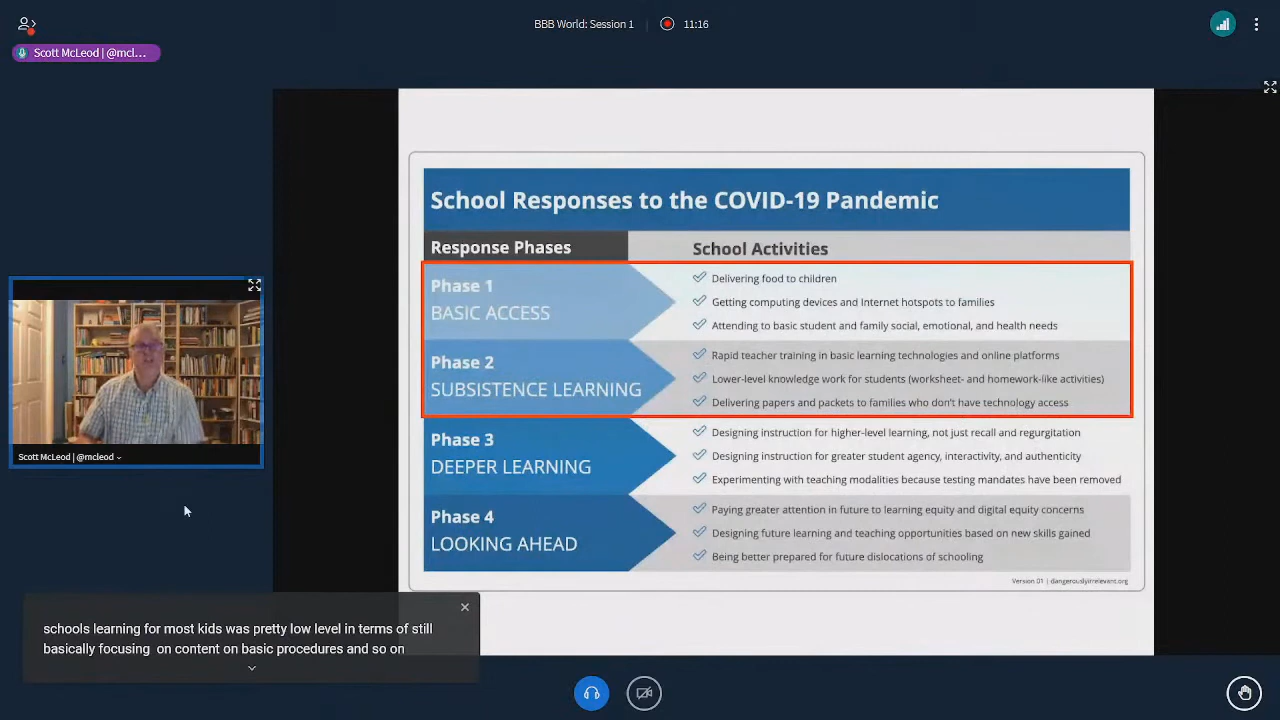 BBB World: Session 1
11:16
Scott McLeod | @mcl...
School Responses to the COVID-19 Pandemic
Response Phases
School Activities
Phase 1
BASIC ACCESS
Delivering food to children
Getting computing devices and Internet hotspots to families
Attending to basic student and family social, emotional, and health needs
Phase 2
SUBSISTENCE LEARNING
Rapid teacher training in basic learning technologies and online platforms
Lower-level knowledge work for students (worksheet- and homework-like activities)
Delivering papers and packets to families who don't have technology access
Phase 3
DEEPER LEARNING
Designing instruction for higher-level learning, not just recall and regurgitation
Designing instruction for greater student agency, interactivity, and authenticity
Experimenting with teaching modalities because testing mandates have been removed
Phase 4
LOOKING AHEAD
Paying greater attention in future to learning equity and digital equity concerns
Designing future learning and teaching opportunities based on new skills gained
Being better prepared for future dislocations of schooling
Version 01 | dangerouslyirrelevant.org
Scott McLeod | @mcleod
schools learning for most kids was pretty low level in terms of still
basically focusing on content on basic procedures and so on